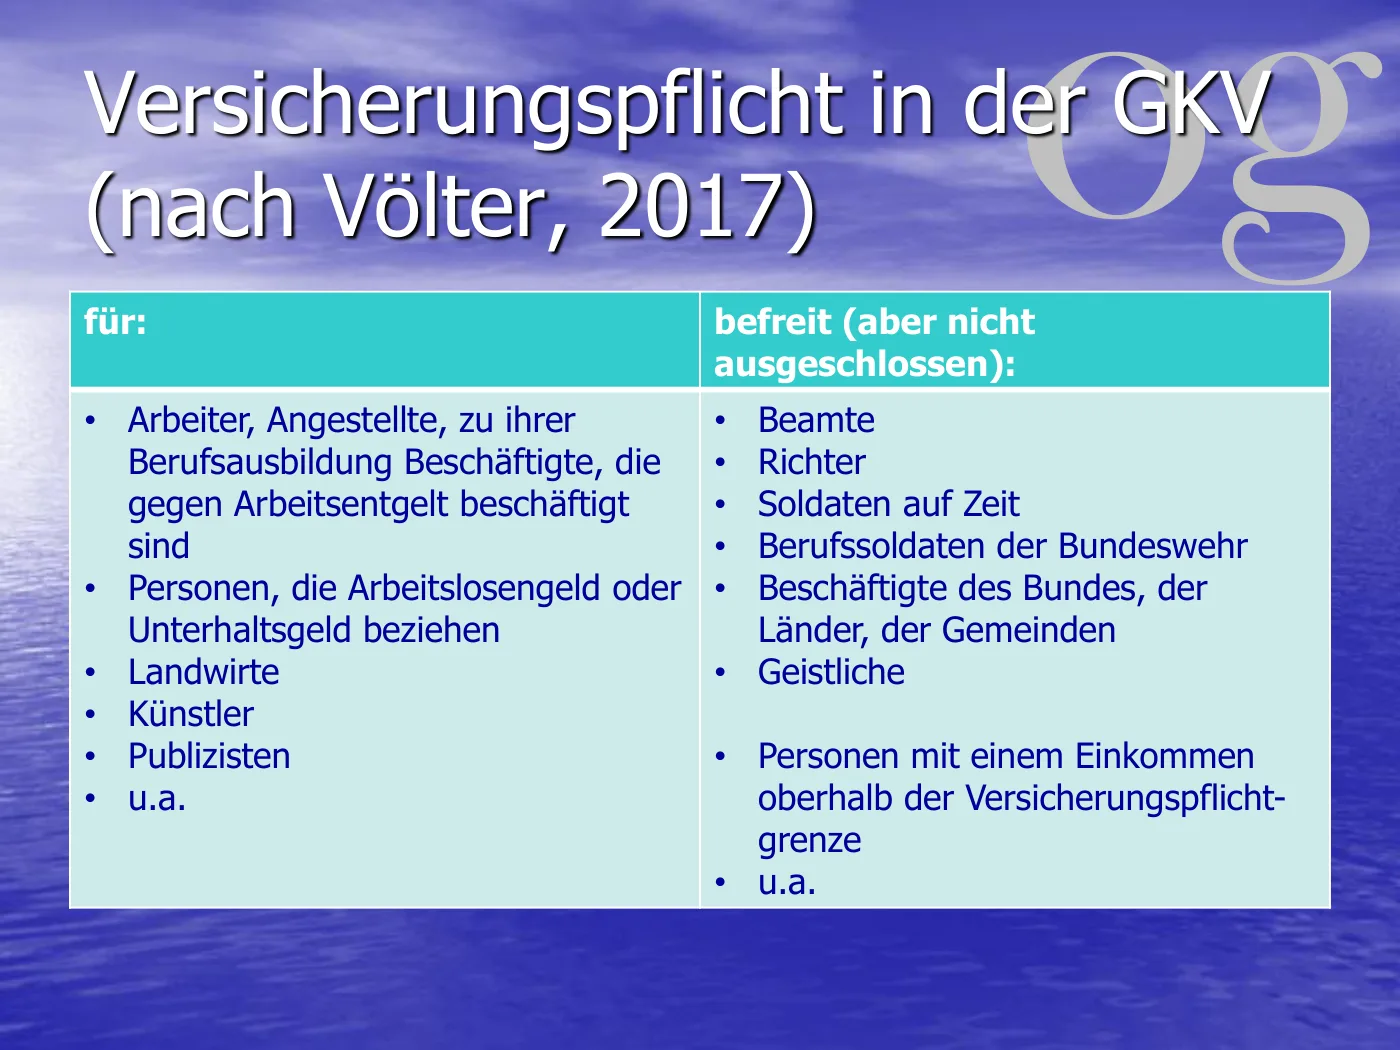 Versicherungspflicht in der GKV
(nach Völter, 2017)
og
für:
befreit (aber nicht
ausgeschlossen):
• Arbeiter, Angestellte, zu ihrer
Berufsausbildung Beschäftigte, die
gegen Arbeitsentgelt beschäftigt
sind
• Personen, die Arbeitslosengeld oder
Unterhaltsgeld beziehen
• Landwirte
• Künstler
• Publizisten
• u.a.
• Beamte
• Richter
• Soldaten auf Zeit
• Berufssoldaten der Bundeswehr
• Beschäftigte des Bundes, der
Länder, der Gemeinden
• Geistliche
• Personen mit einem Einkommen
oberhalb der Versicherungspflicht-
grenze
• u.a.